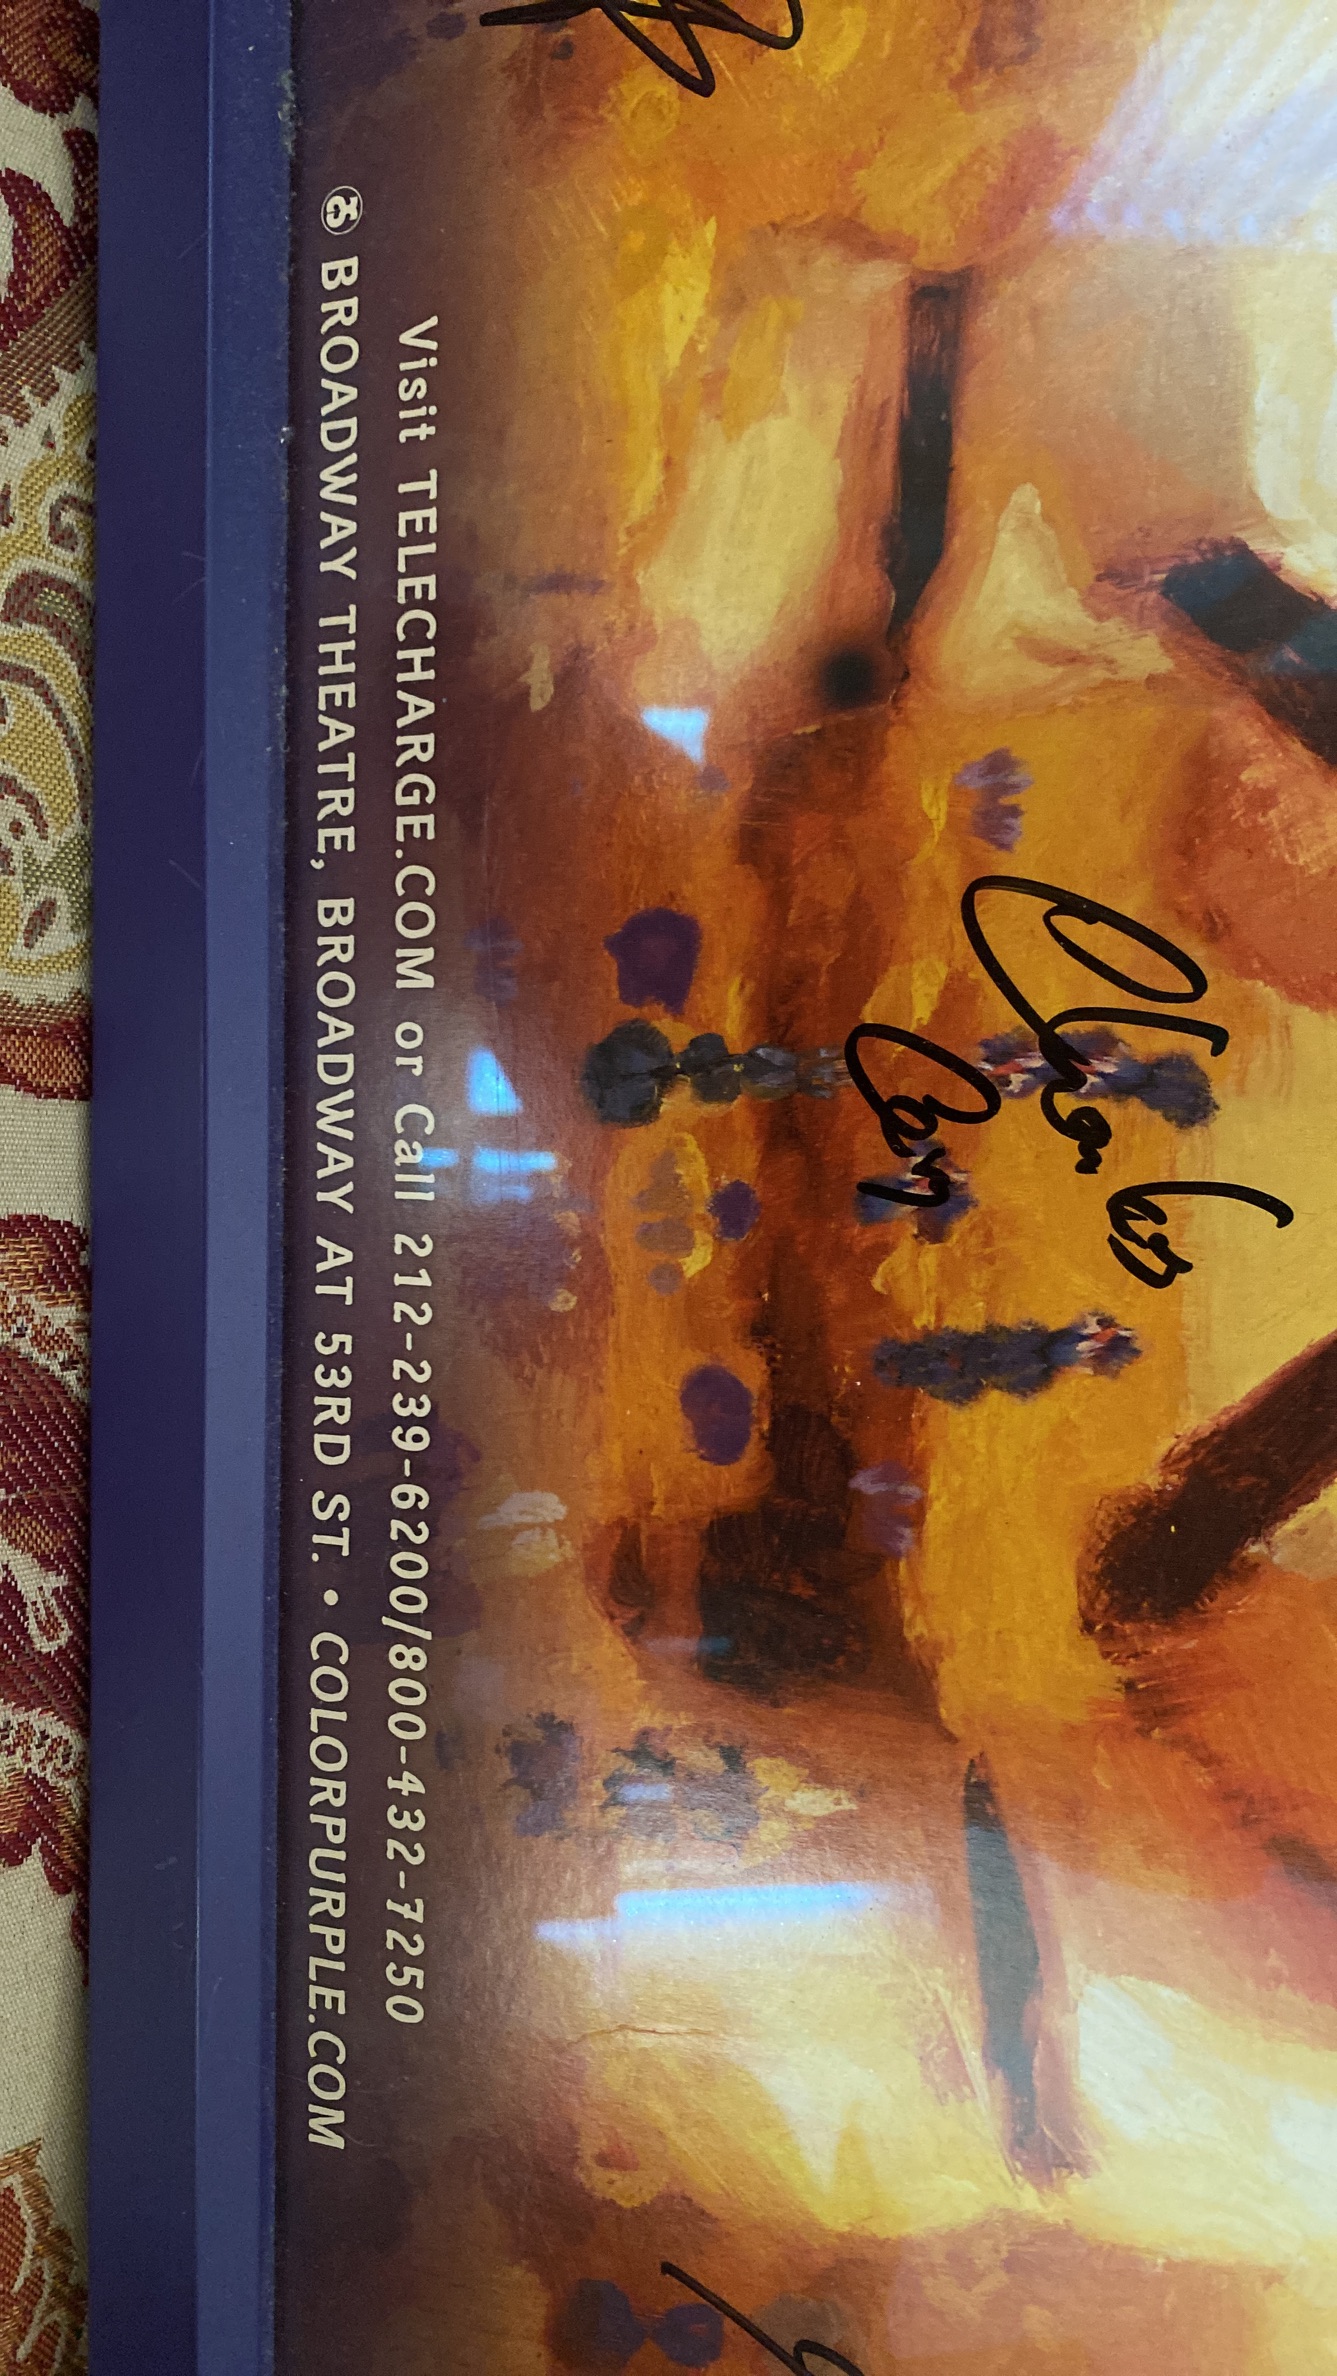 Visit TELECHARGE.COM or Call 212-239-6200/800-432-7250
BROADWAY THEATRE, BROADWAY AT 53RD ST. • COLORPURPLE.COM